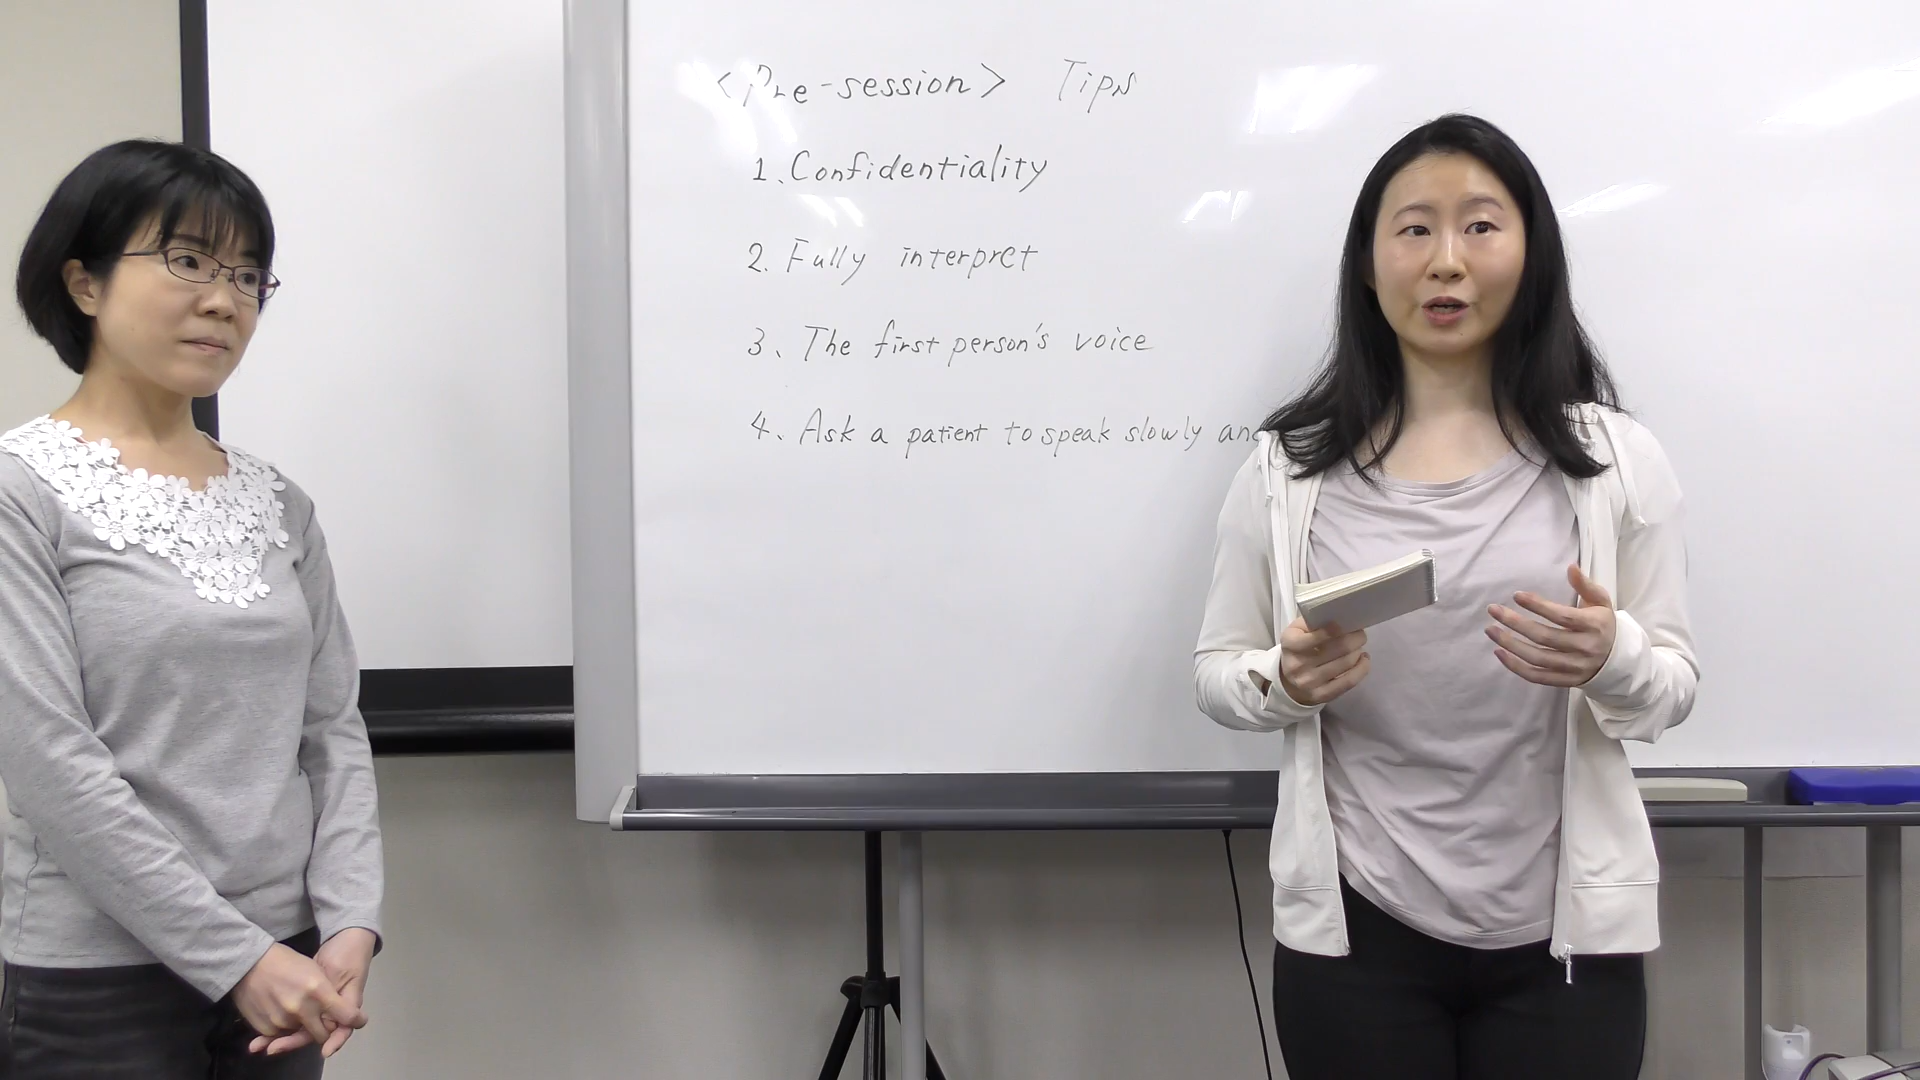 <Pre-session> Tips
1. Confidentiality
2. Fully interpret
3. The first person's voice
4. Ask a patient to speak slowly and